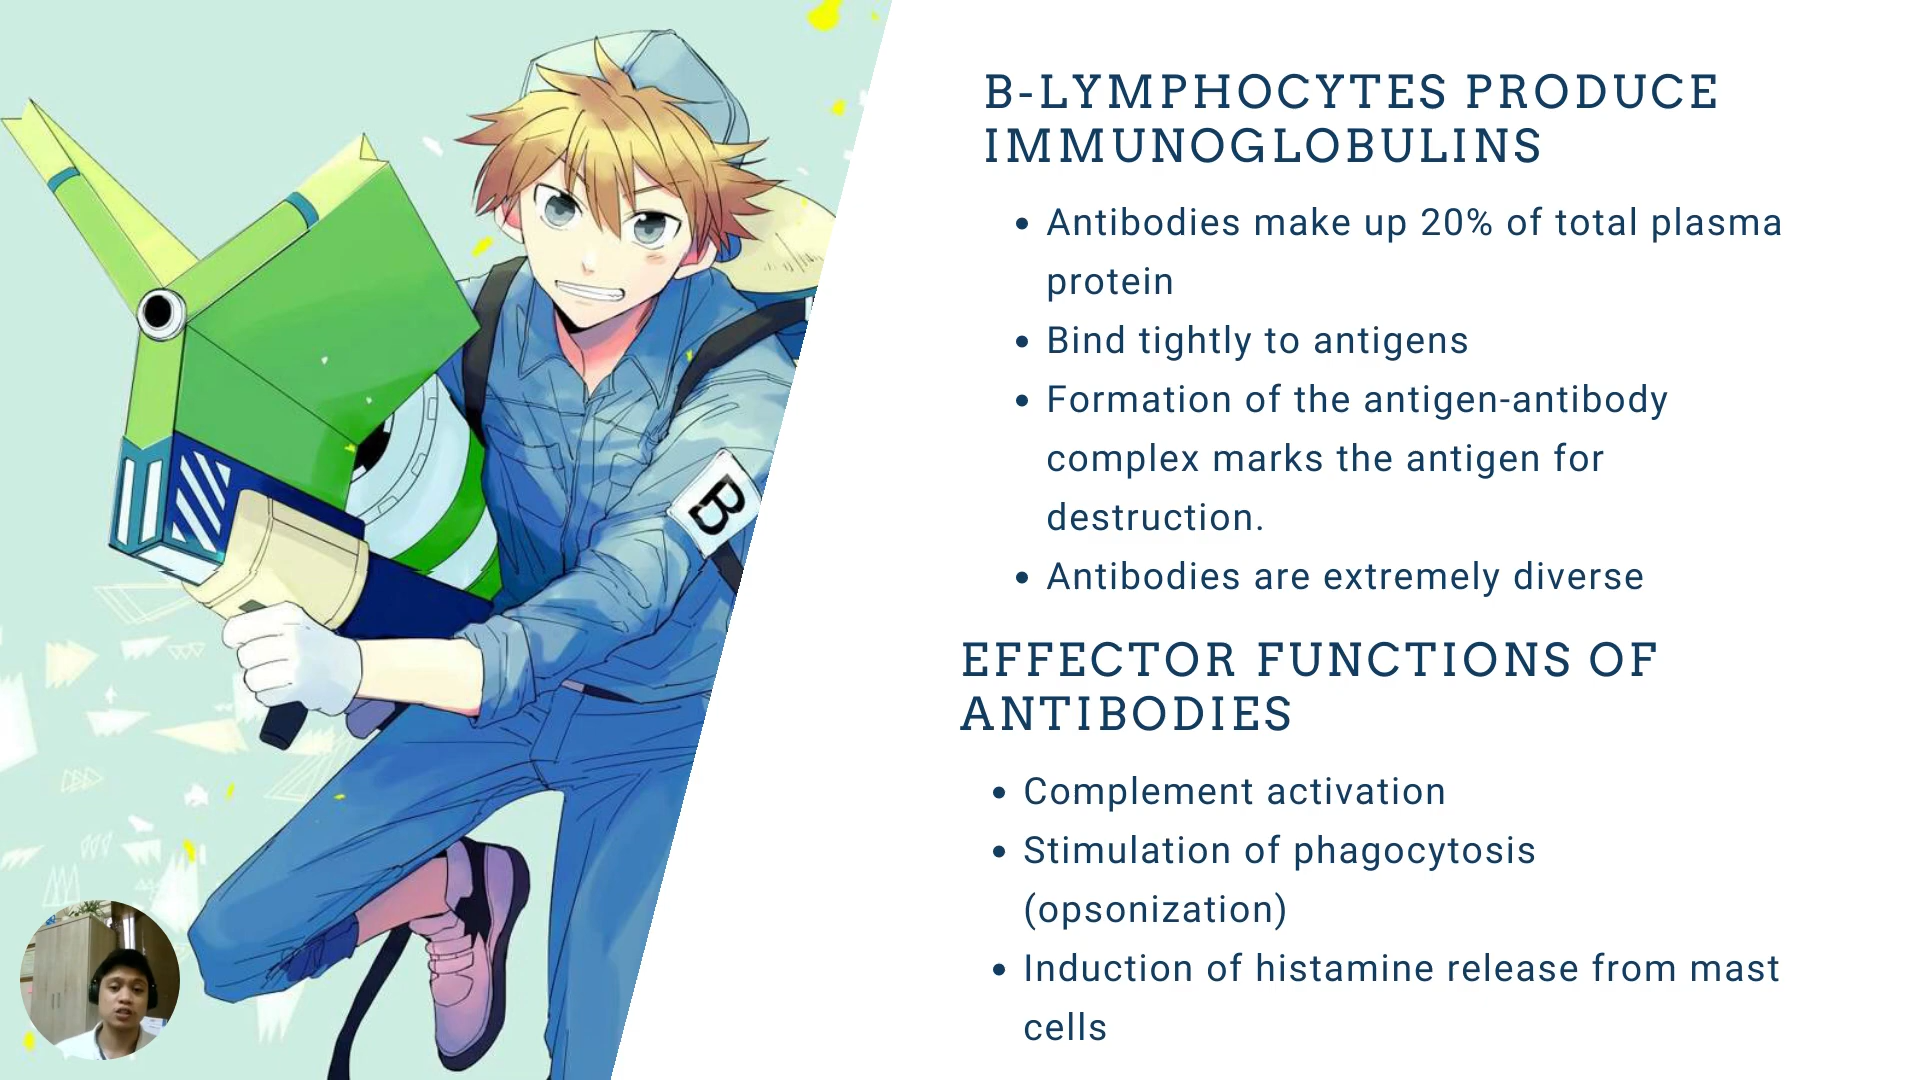 B-LYMPHOCYTES PRODUCE
IMMUNOGLOBULINS
• Antibodies make up 20% of total plasma
protein
• Bind tightly to antigens
• Formation of the antigen-antibody
complex marks the antigen for
destruction.
• Antibodies are extremely diverse
EFFECTOR FUNCTIONS OF
ANTIBODIES
• Complement activation
• Stimulation of phagocytosis
(opsonization)
• Induction of histamine release from mast
cells
B